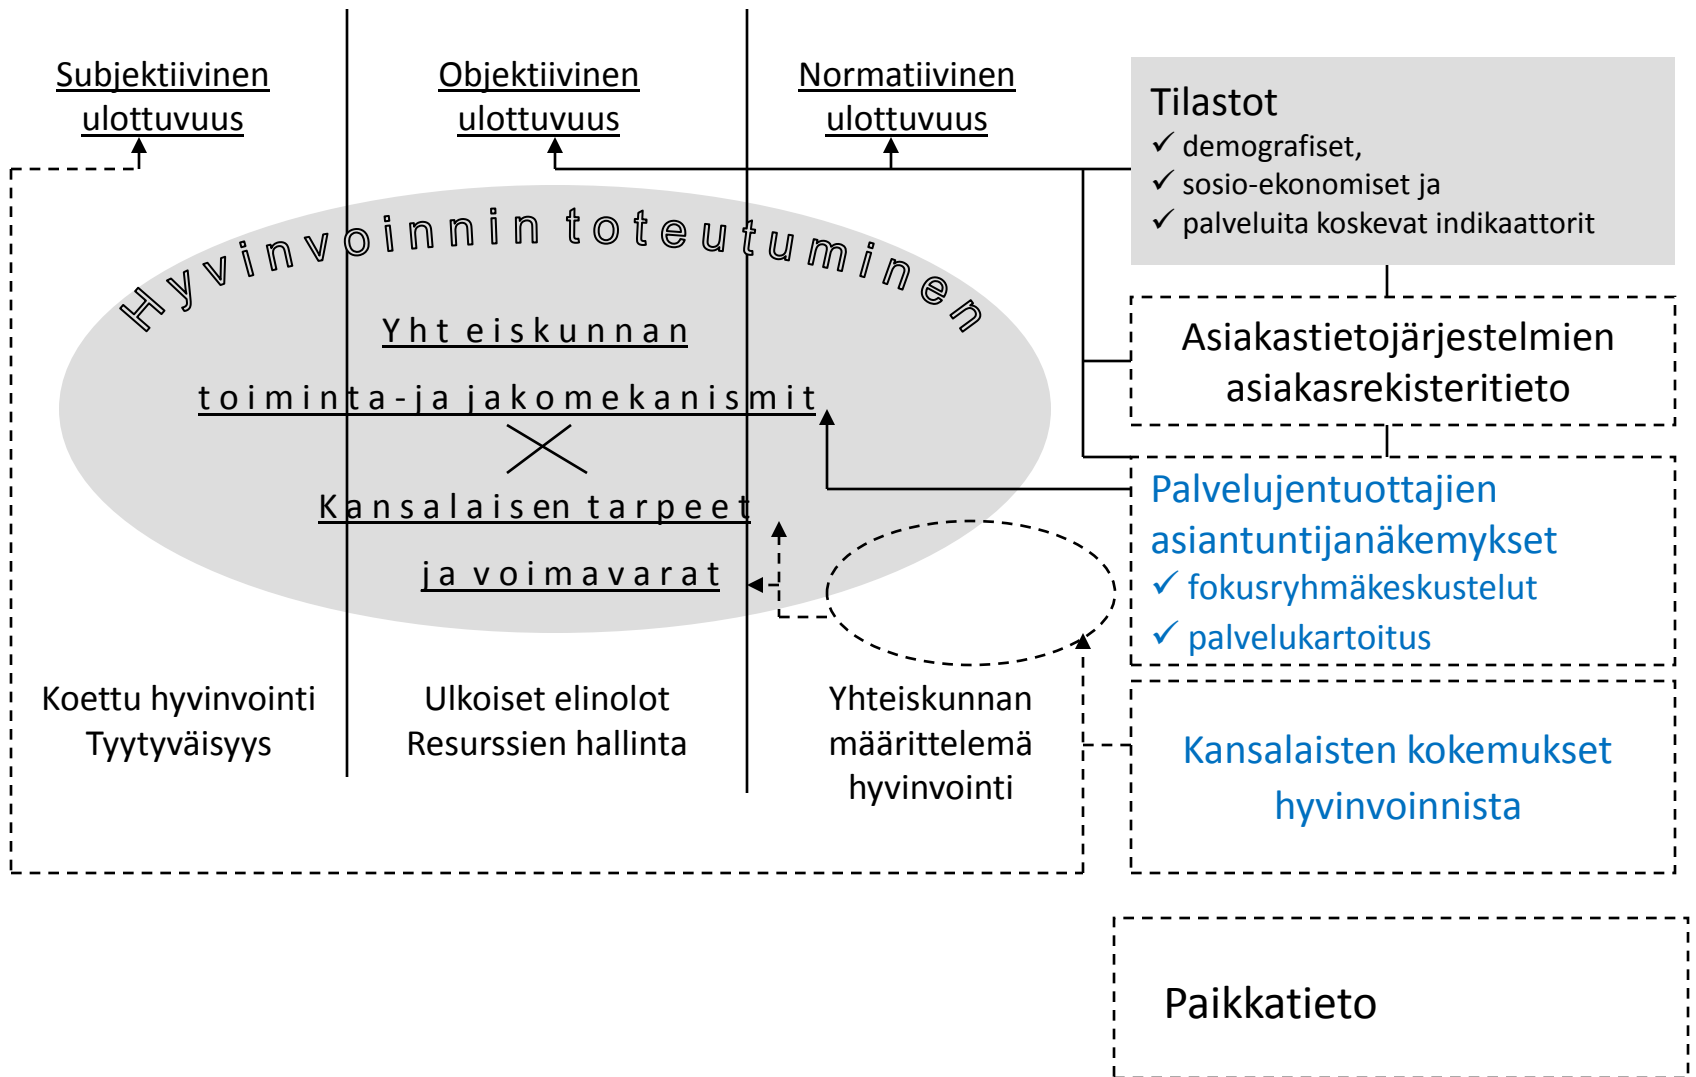 Subjektiivinen
ulottuvuus
Objektiivinen
ulottuvuus
Normatiivinen
ulottuvuus
Hyvinvoinnin toteutuminen
Yhteiskunnan
toiminta-ja jakomekanismit
Kansalaisen tarpeet
ja voimavarat
Koettu hyvinvointi
Tyytyväisyys
Ulkoiset elinolot
Resurssien hallinta
Yhteiskunnan
määrittelemä
hyvinvointi
Tilastot
✓ demografiset,
✓ sosio-ekonomiset ja
✓ palveluita koskevat indikaattorit
Asiakastietojärjestelmien
asiakasrekisteritieto
Palvelujentuottajien
asiantuntijanäkemykset
✓ fokusryhmäkeskustelut
✓ palvelukartoitus
Kansalaisten kokemukset
hyvinvoinnista
Paikkatieto